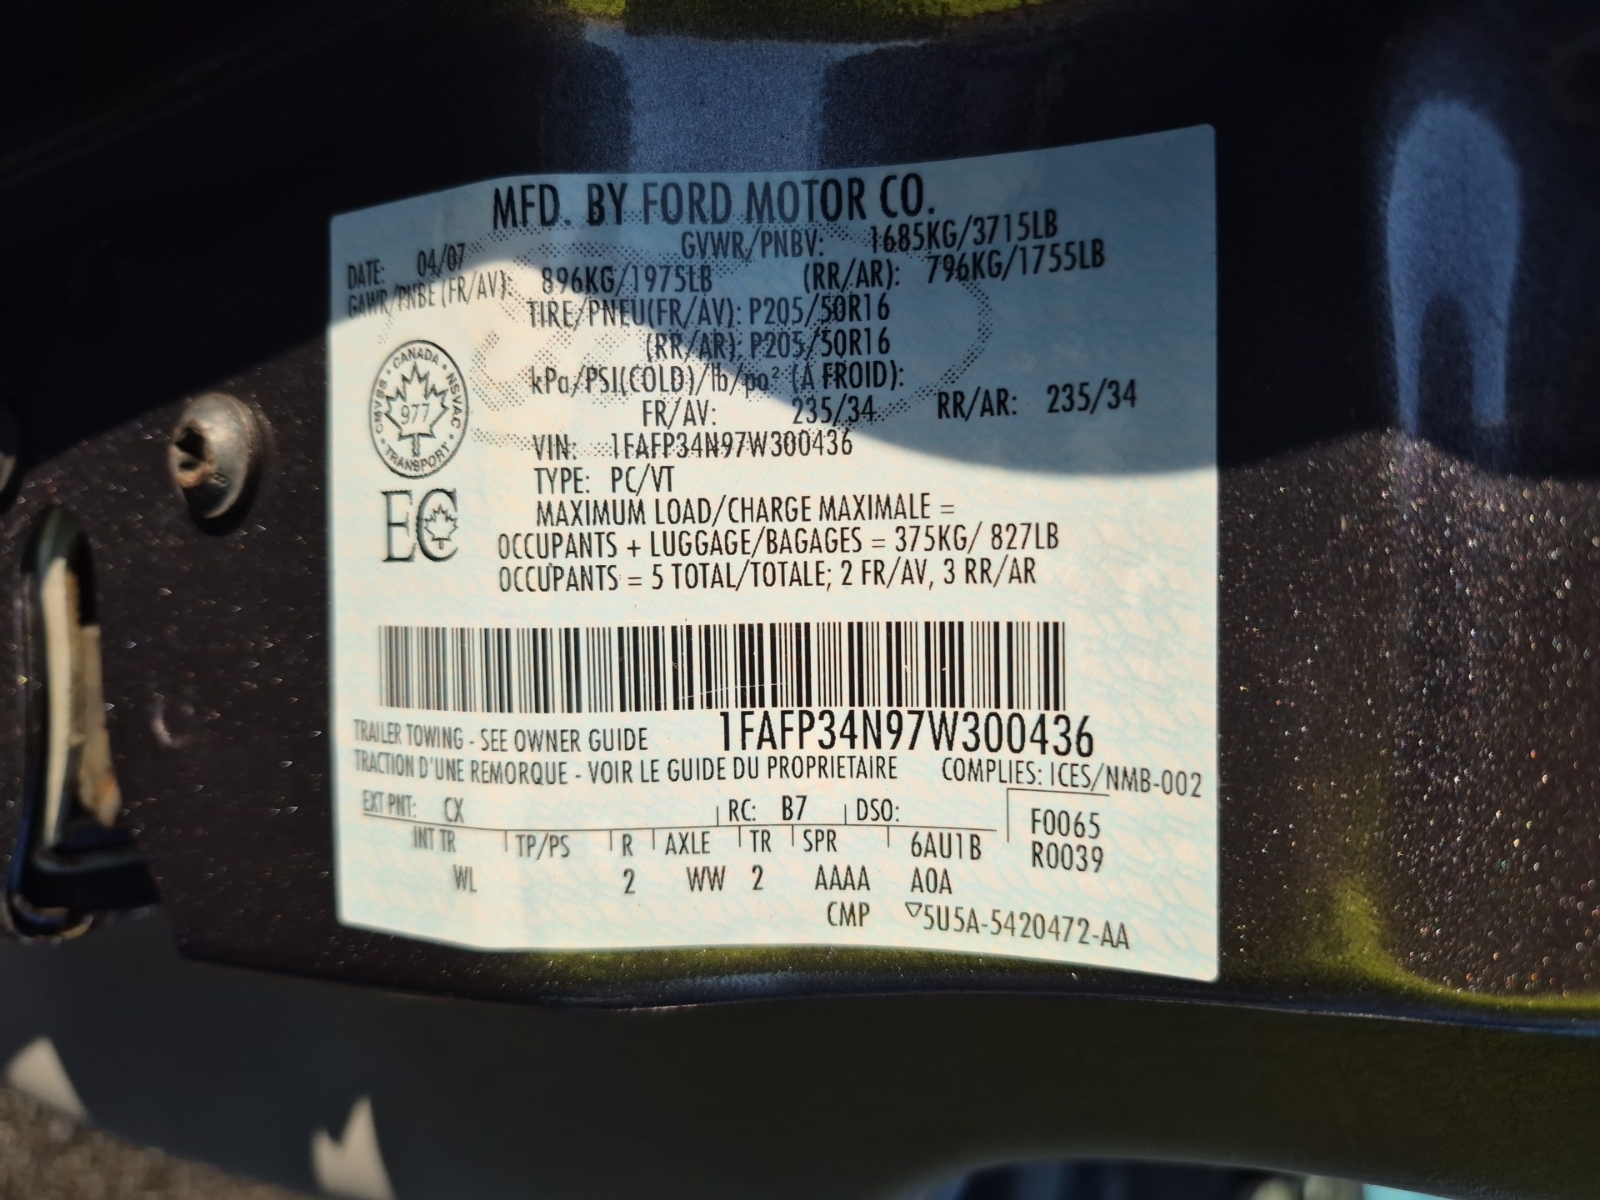 MFD. BY FORD MOTOR CO.
DATE: 04/07 GVWR/PNBV: 1685KG/3715LB
GAWR/PNBE (FR/AV): 896KG/1975LB (RR/AR): 796KG/1755LB
TIRE/PNEU(FR/AV): P205/50R16
(RR/AR): P205/50R16
kPa/PSI(COLD)/lb/po² (A FROID):
FR/AV: 235/34 RR/AR: 235/34
VIN: 1FAFP34N97W300436
TYPE: PC/VT
CANADA NSVAC TRANSPORT CMVSS
977
EC
MAXIMUM LOAD/CHARGE MAXIMALE =
OCCUPANTS + LUGGAGE/BAGAGES = 375KG/ 827LB
OCCUPANTS = 5 TOTAL/TOTALE; 2 FR/AV, 3 RR/AR
TRAILER TOWING - SEE OWNER GUIDE 1FAFP34N97W300436
TRACTION D'UNE REMORQUE - VOIR LE GUIDE DU PROPRIETAIRE COMPLIES: ICES/NMB-002
EXT PNT: CX RC: B7 DSO: F0065
INT TR TP/PS R AXLE TR SPR 6AU1B R0039
WL 2 WW 2 AAAA A0A
CMP ▽5U5A-5420472-AA